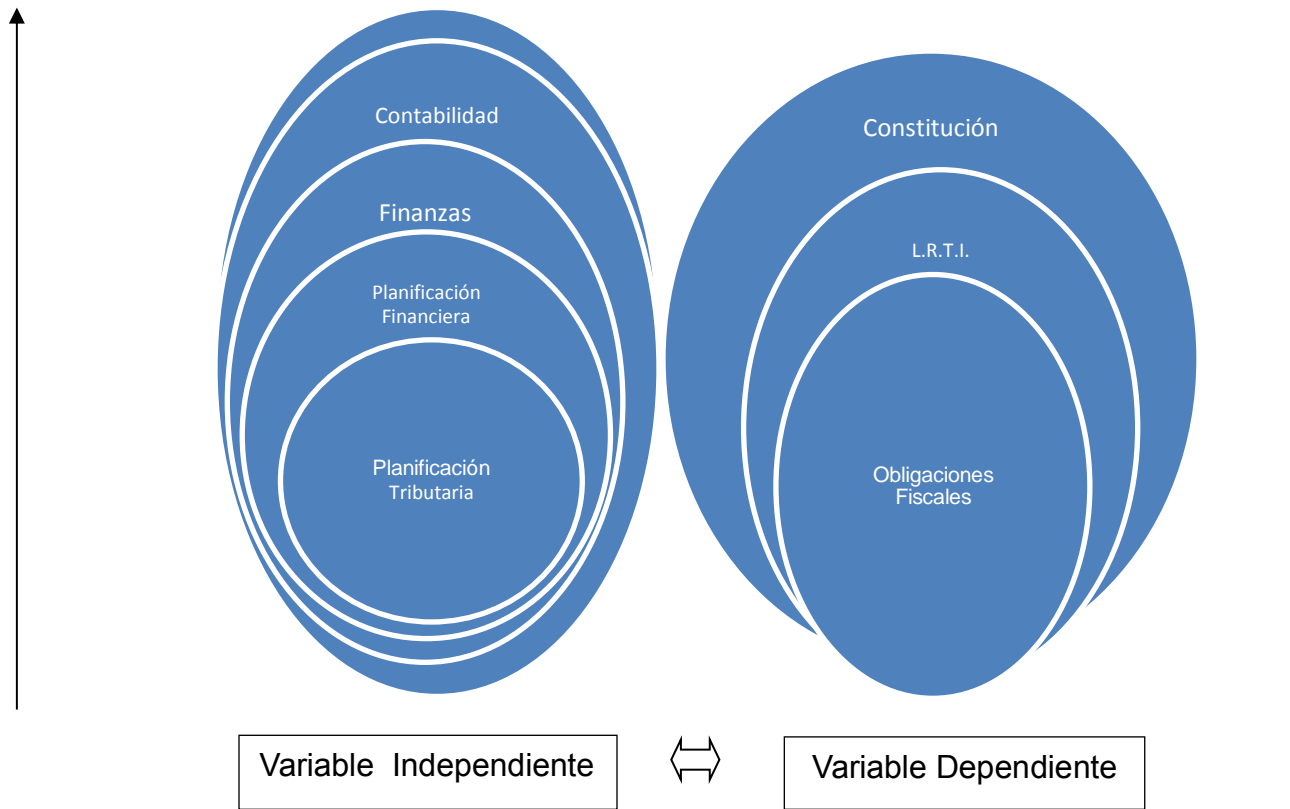 Contabilidad
Finanzas
Planificación
Financiera
Planificación
Tributaria
Constitución
L.R.T.I.
Obligaciones
Fiscales
Variable Independiente
Variable Dependiente